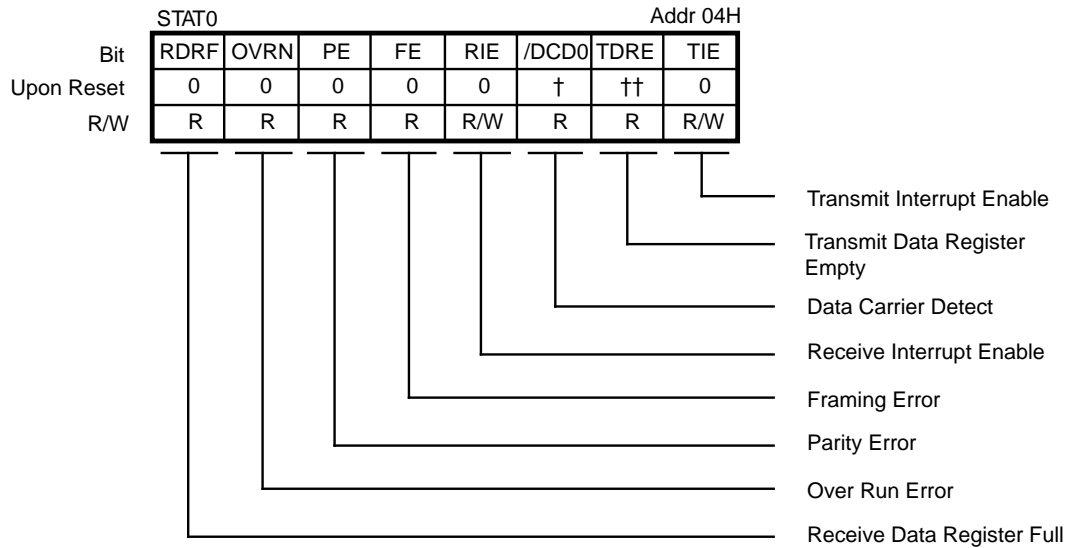 STAT0 Addr 04H
Bit RDRF OVRN PE FE RIE /DCD0 TDRE TIE
Upon Reset 0 0 0 0 0 † †† 0
R/W R R R R R/W R R R/W
Transmit Interrupt Enable
Transmit Data Register
Empty
Data Carrier Detect
Receive Interrupt Enable
Framing Error
Parity Error
Over Run Error
Receive Data Register Full